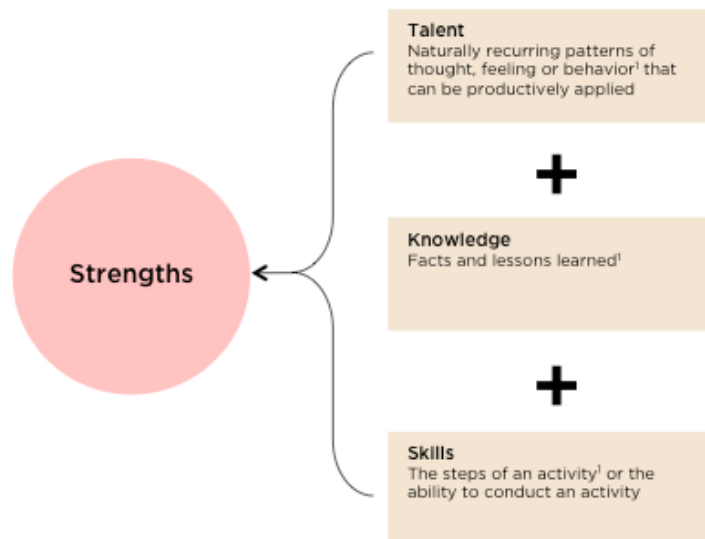 Talent
Naturally recurring patterns of
thought, feeling or behavior¹ that
can be productively applied
+
Strengths
Knowledge
Facts and lessons learned¹
+
Skills
The steps of an activity¹ or the
ability to conduct an activity